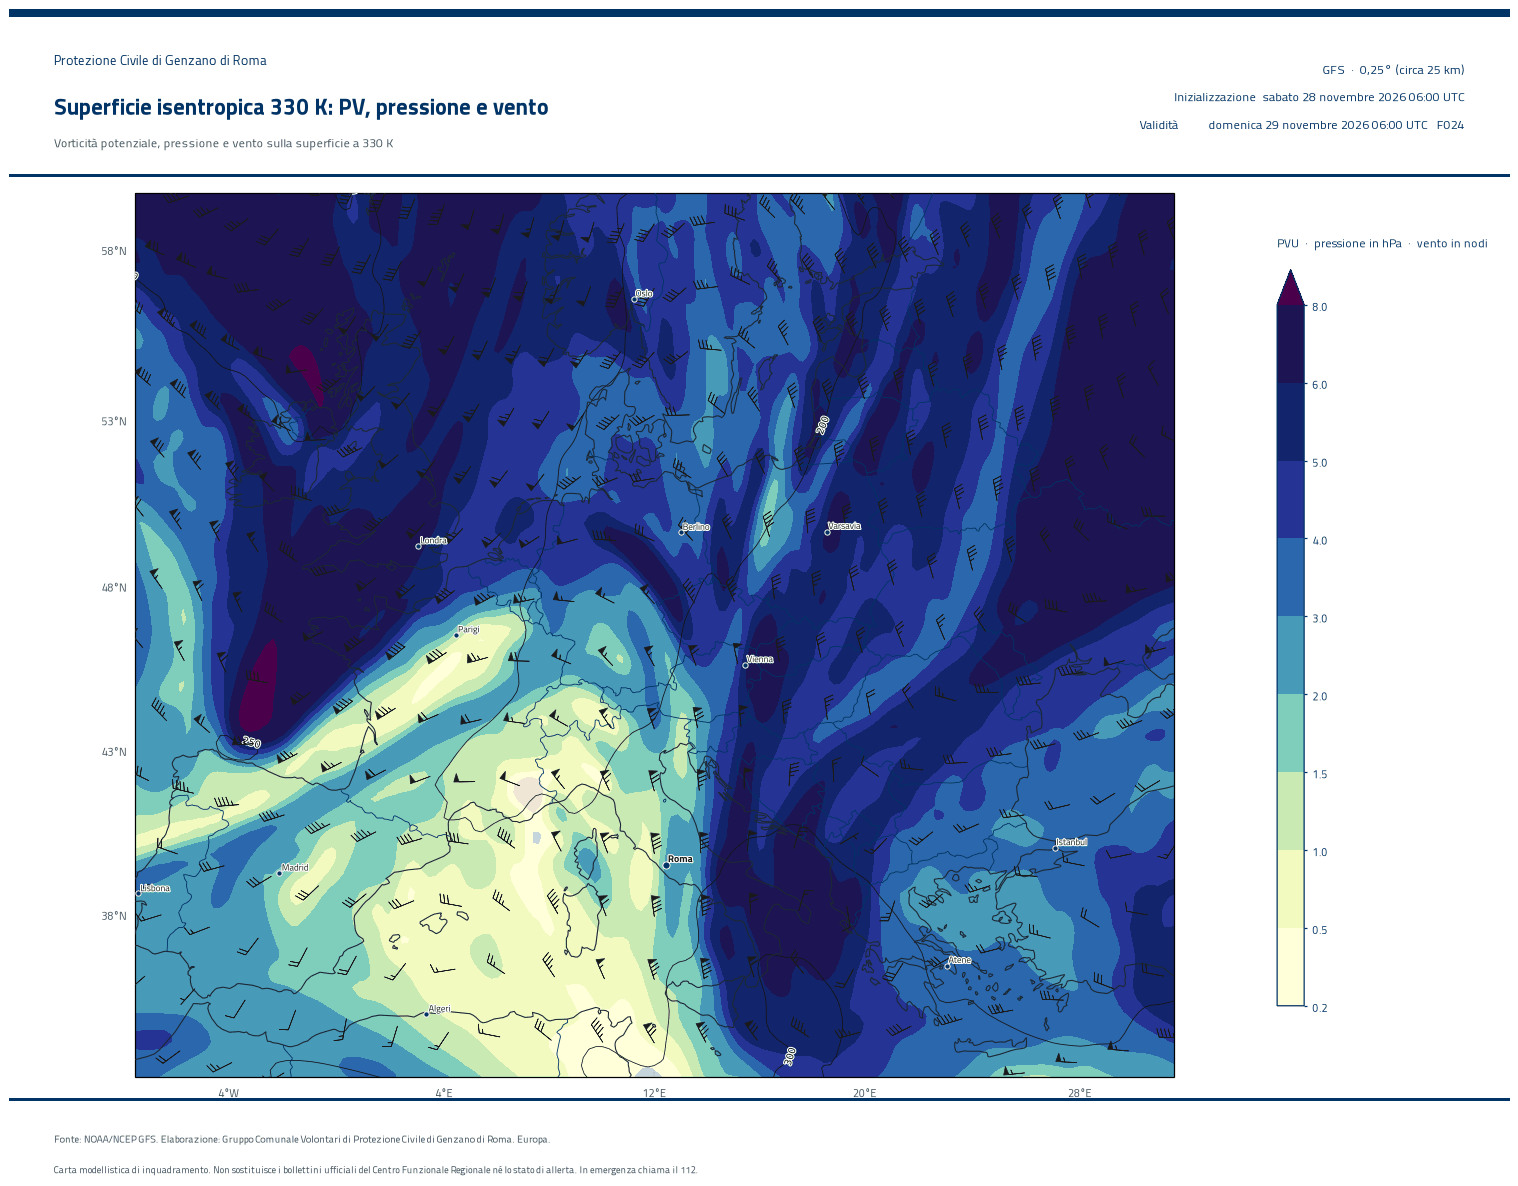 Protezione Civile di Genzano di Roma
Superficie isentropica 330 K: PV, pressione e vento
Vorticità potenziale, pressione e vento sulla superficie a 330 K
GFS · 0,25° (circa 25 km)
Inizializzazione sabato 28 novembre 2026 06:00 UTC
Validità domenica 29 novembre 2026 06:00 UTC F024
PVU · pressione in hPa · vento in nodi
8.0
6.0
5.0
4.0
3.0
2.0
1.5
1.0
0.5
0.2
58°N
53°N
48°N
43°N
38°N
Oslo
200
Berlino
Varsavia
Londra
Parigi
Vienna
250
Istanbul
Roma
Madrid
Lisbona
Atene
Algeri
300
4°W
4°E
12°E
20°E
28°E
Fonte: NOAA/NCEP GFS. Elaborazione: Gruppo Comunale Volontari di Protezione Civile di Genzano di Roma. Europa.
Carta modellistica di inquadramento. Non sostituisce i bollettini ufficiali del Centro Funzionale Regionale né lo stato di allerta. In emergenza chiama il 112.